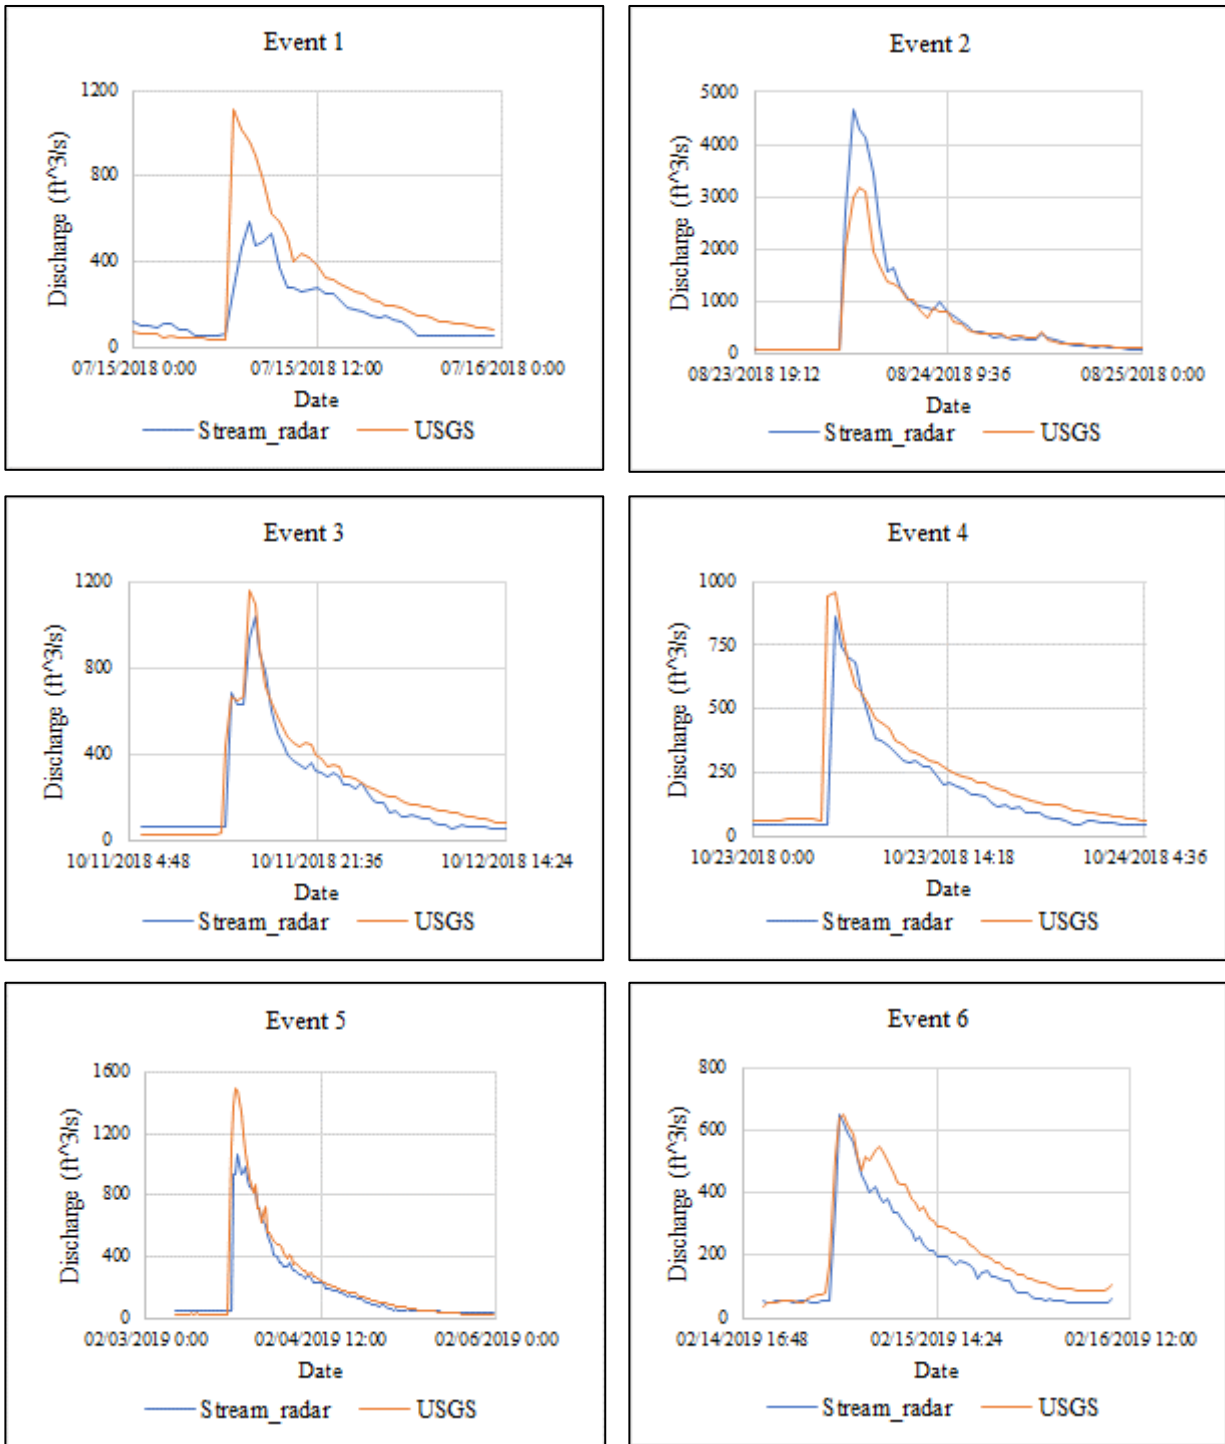 Event 1
1200
800
400
0
Discharge (ft^3/s)
07/15/2018 0:00 07/15/2018 12:00 07/16/2018 0:00
Date
Stream_radar USGS
Event 2
5000
4000
3000
2000
1000
0
Discharge (ft^3/s)
08/23/2018 19:12 08/24/2018 9:36 08/25/2018 0:00
Date
Stream_radar USGS
Event 3
1200
800
400
0
Discharge (ft^3/s)
10/11/2018 4:48 10/11/2018 21:36 10/12/2018 14:24
Date
Stream_radar USGS
Event 4
1000
750
500
250
0
Discharge (ft^3/s)
10/23/2018 0:00 10/23/2018 14:18 10/24/2018 4:36
Date
Stream_radar USGS
Event 5
1600
1200
800
400
0
Discharge (ft^3/s)
02/03/2019 0:00 02/04/2019 12:00 02/06/2019 0:00
Date
Stream_radar USGS
Event 6
800
600
400
200
0
Discharge (ft^3/s)
02/14/2019 16:48 02/15/2019 14:24 02/16/2019 12:00
Date
Stream_radar USGS